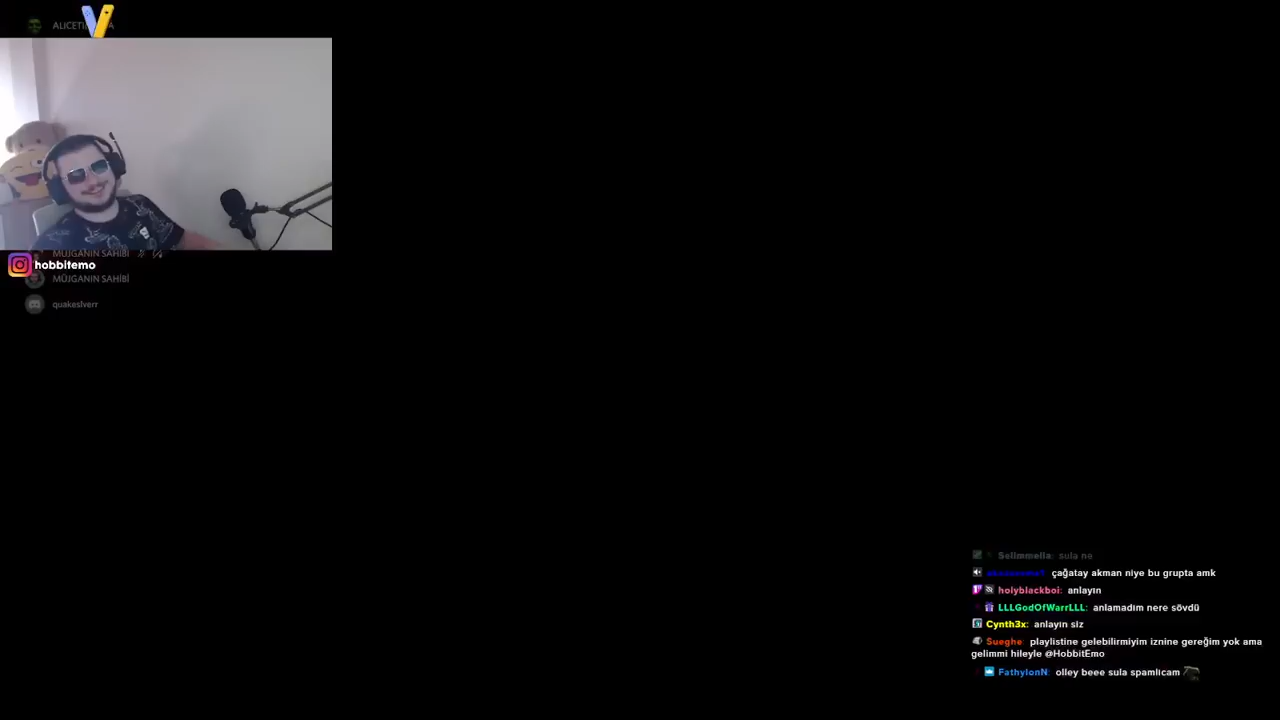 MÜJGANIN SAHİBİ
hobbitemo
MÜJGANIN SAHİBİ
quakeslverr
Selimmella: sula ne
çağatay akman niye bu grupta amk
holyblackboi: anlayın
LLLGodOfWarrLLL: anlamadım nere sövdü
Cynth3x: anlayın siz
Sueghe: playlistine gelebilirmiyim iznine gereğim yok ama
gelimmi hileyle @HobbitEmo
FathylonN: olley beee sula spamlıcam